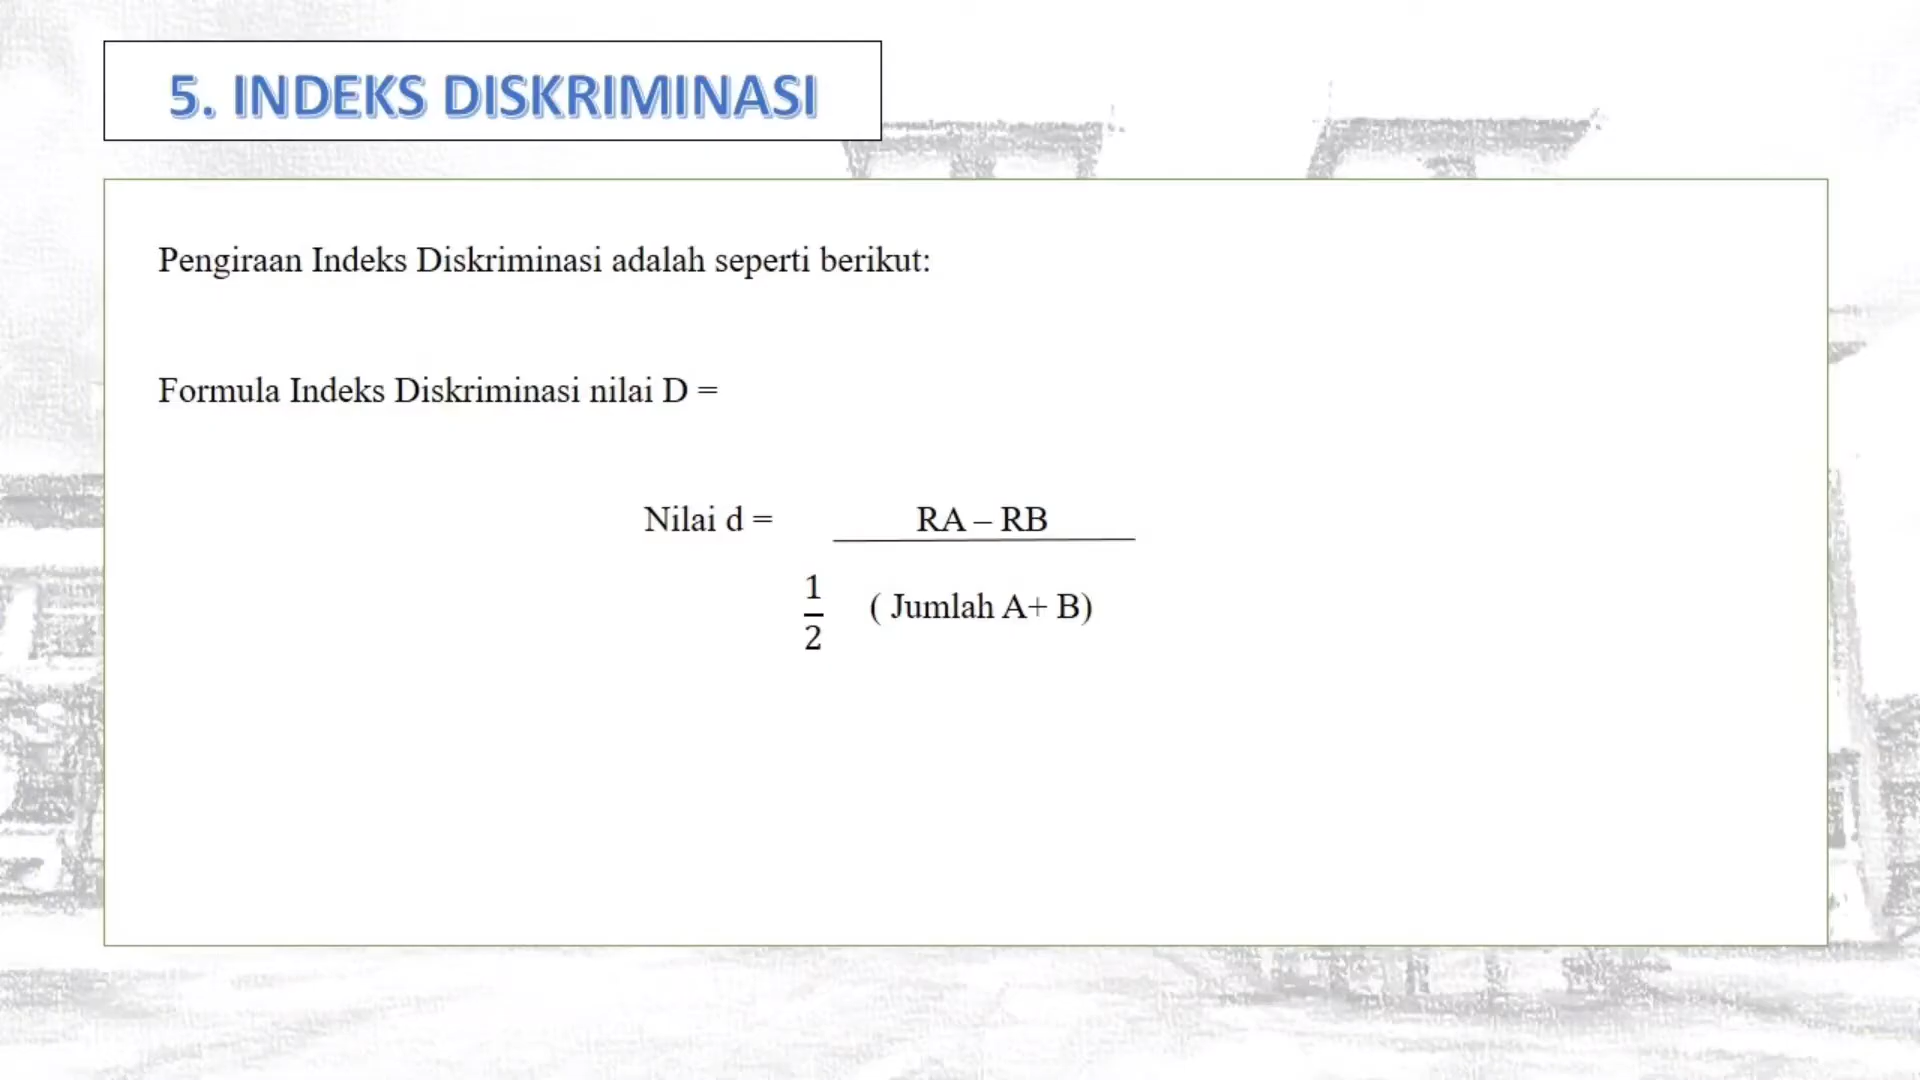 5. INDEKS DISKRIMINASI
Pengiraan Indeks Diskriminasi adalah seperti berikut:
Formula Indeks Diskriminasi nilai D =
Nilai d = RA – RB
1
2
( Jumlah A+ B)